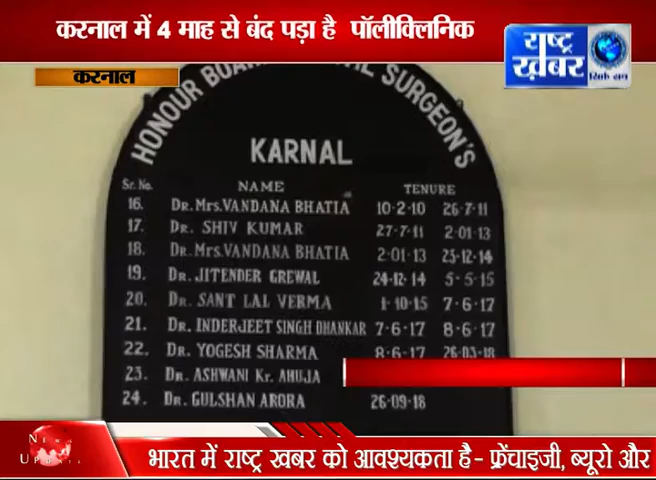 करनाल में 4 माह से बंद पड़ा है पॉलीक्लिनिक
करनाल
राष्ट्र
ख़बर
सिर्फ सच
HONOUR BOARD SURGEON'S
KARNAL
Sr. No. NAME TENURE
16. DR. MRS. VANDANA BHATIA 10-2-10 26-7-11
17. DR. SHIV KUMAR 27-7-11 2-01-13
18. DR. MRS. VANDANA BHATIA 2-01-13 23-12-14
19. DR. JITENDER GREWAL 24-12-14 5-5-15
20. DR. SANT LAL VERMA 1-10-15 7-6-17
21. DR. INDERJEET SINGH DHANKAR 7-6-17 8-6-17
22. DR. YOGESH SHARMA 8-6-17 26-03-18
23. DR. ASHWANI Kr. AHUJA
24. DR. GULSHAN ARORA 26-09-18
News
Update
भारत में राष्ट्र खबर को आवश्यकता है- फ्रेंचाइजी, ब्यूरो और